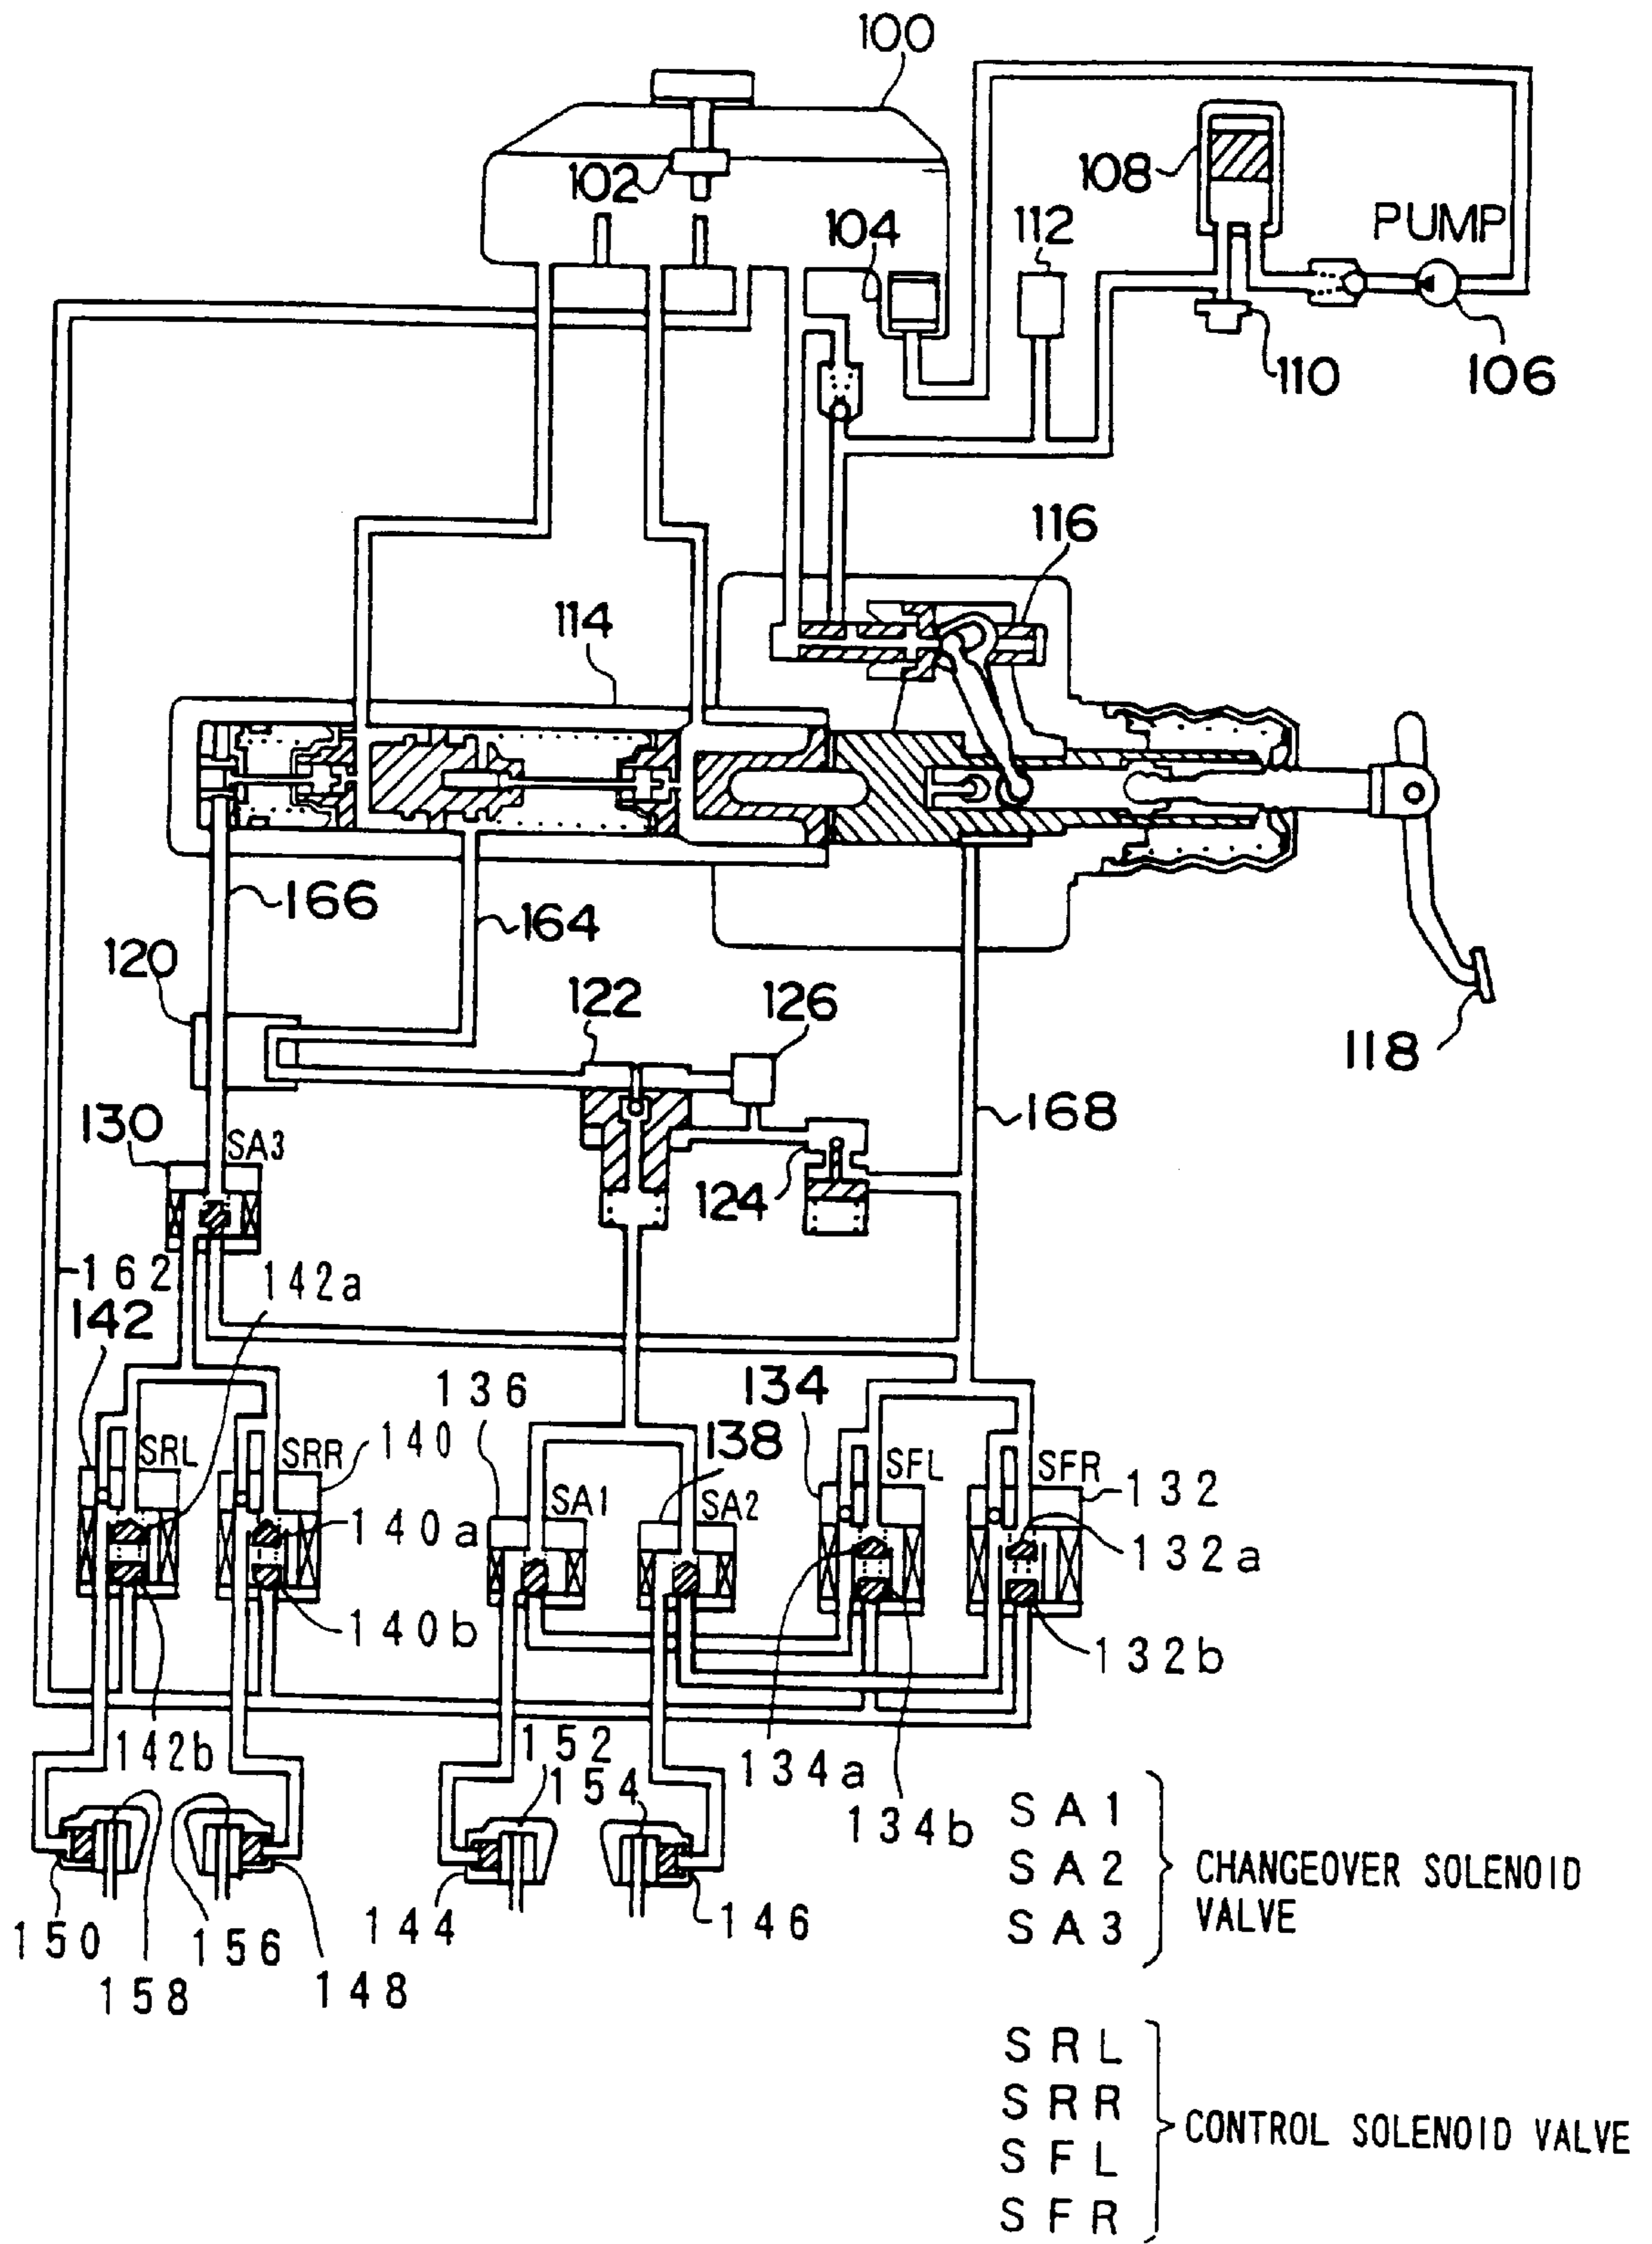 100
102
104
108
112
PUMP
110
106
116
114
166
164
120
122
126
118
130
SA3
168
124
162
142a
142
136
134
138
SRL
SRR
140
SA1
SA2
SFL
SFR
132
140a
132a
140b
132b
142b
152
154
134a
134b
150
158
156
148
144
146
SA1
SA2
SA3
CHANGEOVER SOLENOID
VALVE
SRL
SRR
SFL
SFR
CONTROL SOLENOID VALVE